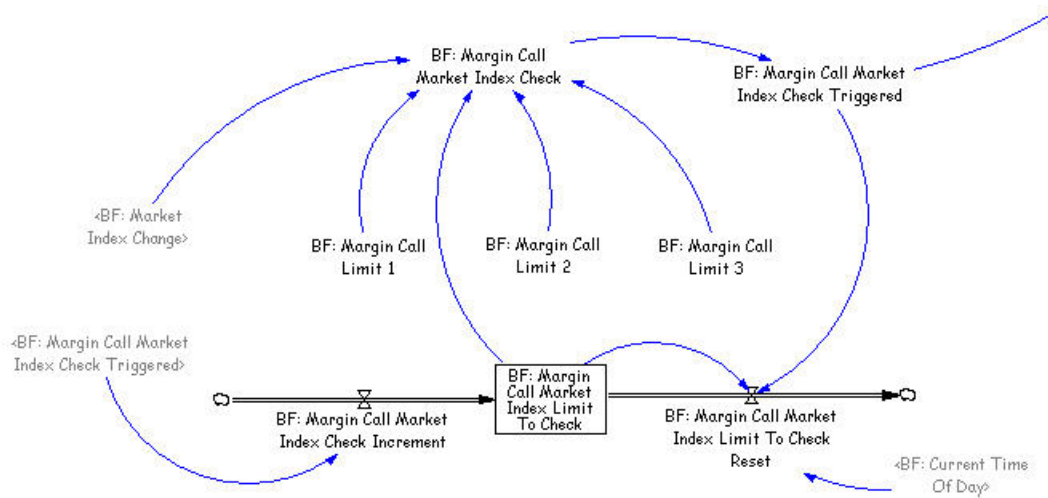 BF: Margin Call
Market Index Check
BF: Margin Call Market
Index Check Triggered
<BF: Market
Index Change>
BF: Margin Call
Limit 1
BF: Margin Call
Limit 2
BF: Margin Call
Limit 3
<BF: Margin Call Market
Index Check Triggered>
BF: Margin Call Market
Index Check Increment
BF: Margin
Call Market
Index Limit
To Check
BF: Margin Call Market
Index Limit To Check
Reset
<BF: Current Time
Of Day>